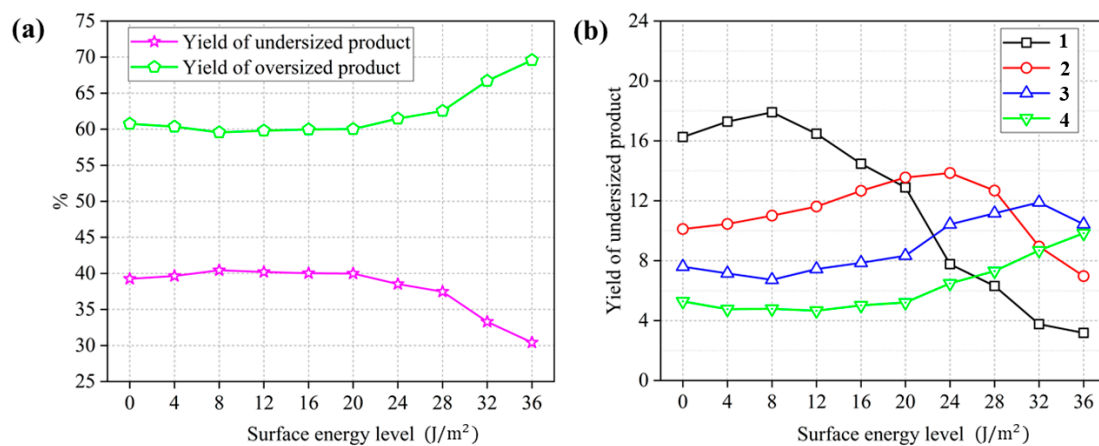 (a)
75
70
65
60
55
50
45
40
35
30
25
%
Yield of undersized product
Yield of oversized product
0 4 8 12 16 20 24 28 32 36
Surface energy level (J/m²)
(b)
24
20
16
12
8
4
0
Yield of undersized product
1
2
3
4
0 4 8 12 16 20 24 28 32 36
Surface energy level (J/m²)